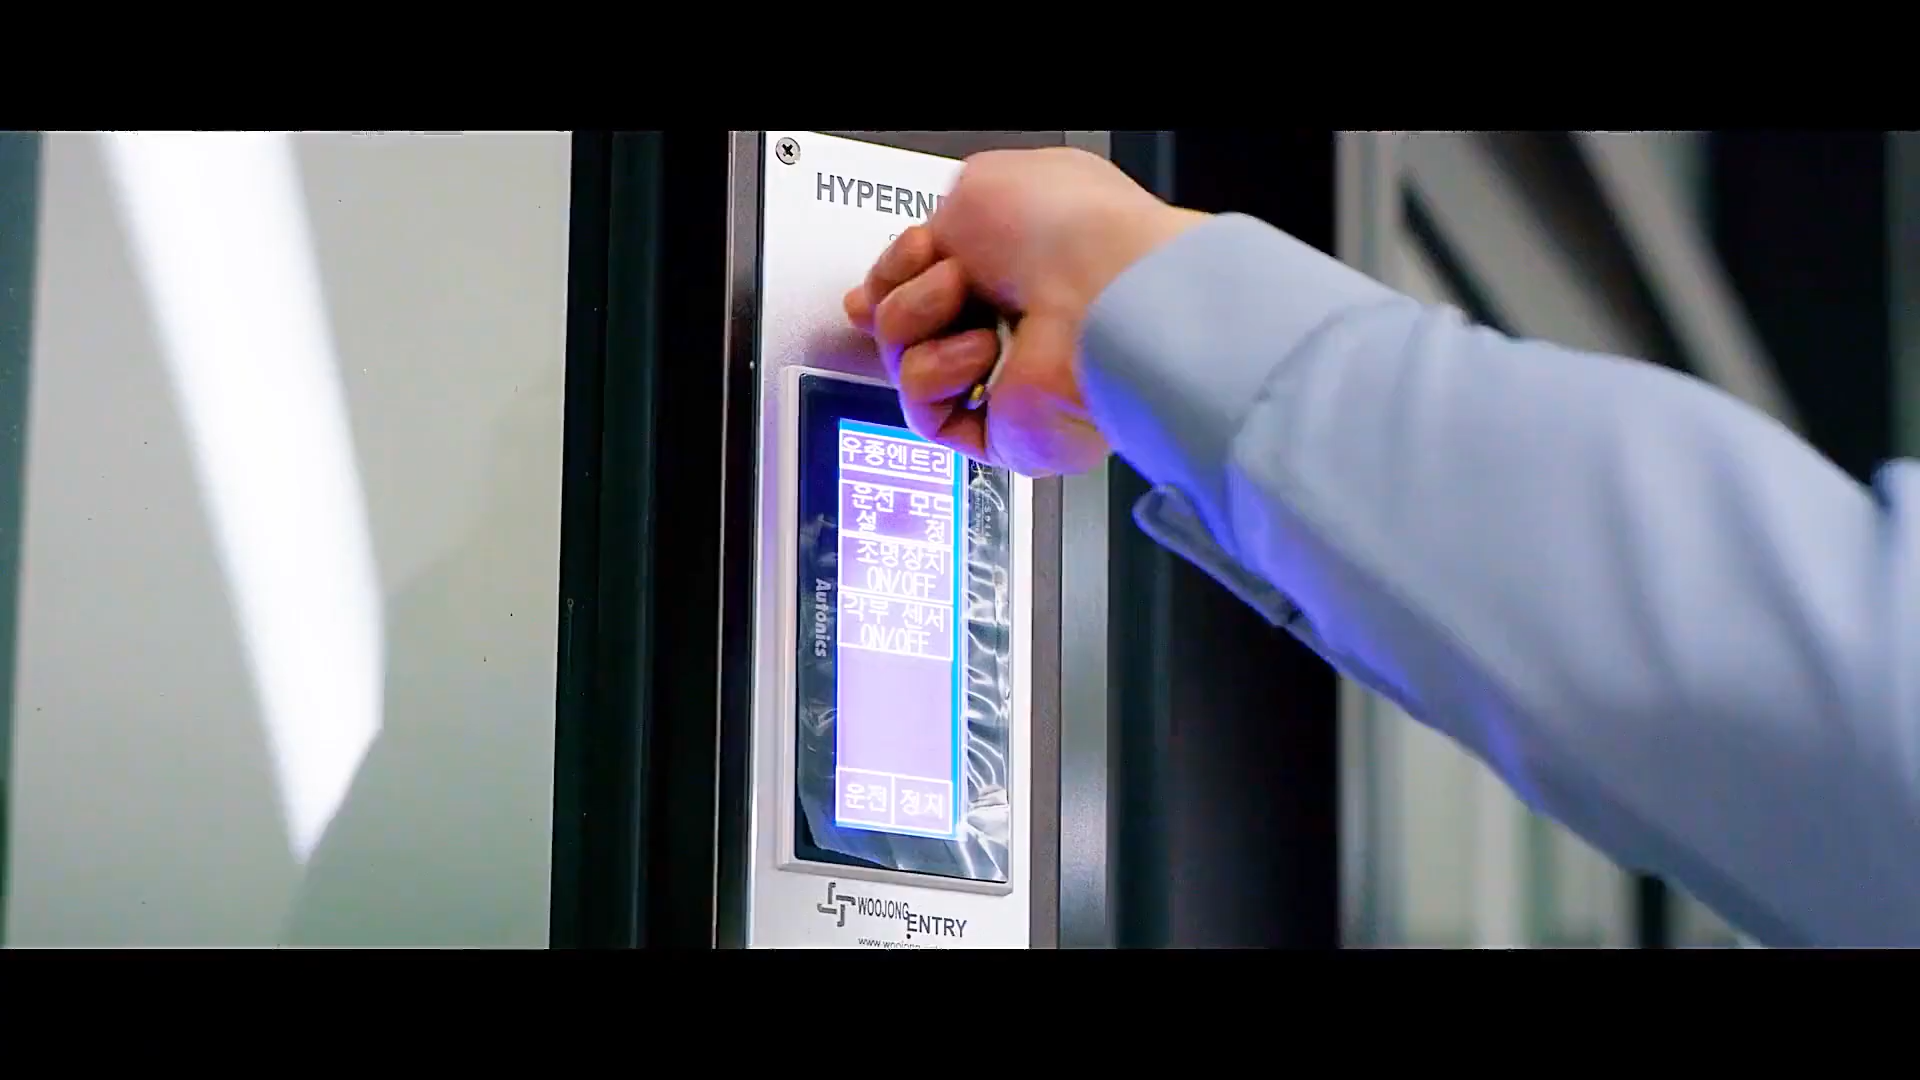 HYPERN
우종엔트리
운전 모드
설 정
조명장치
ON/OFF
각부 센서
ON/OFF
운전 정지
Autonics
WOOJONG
ENTRY